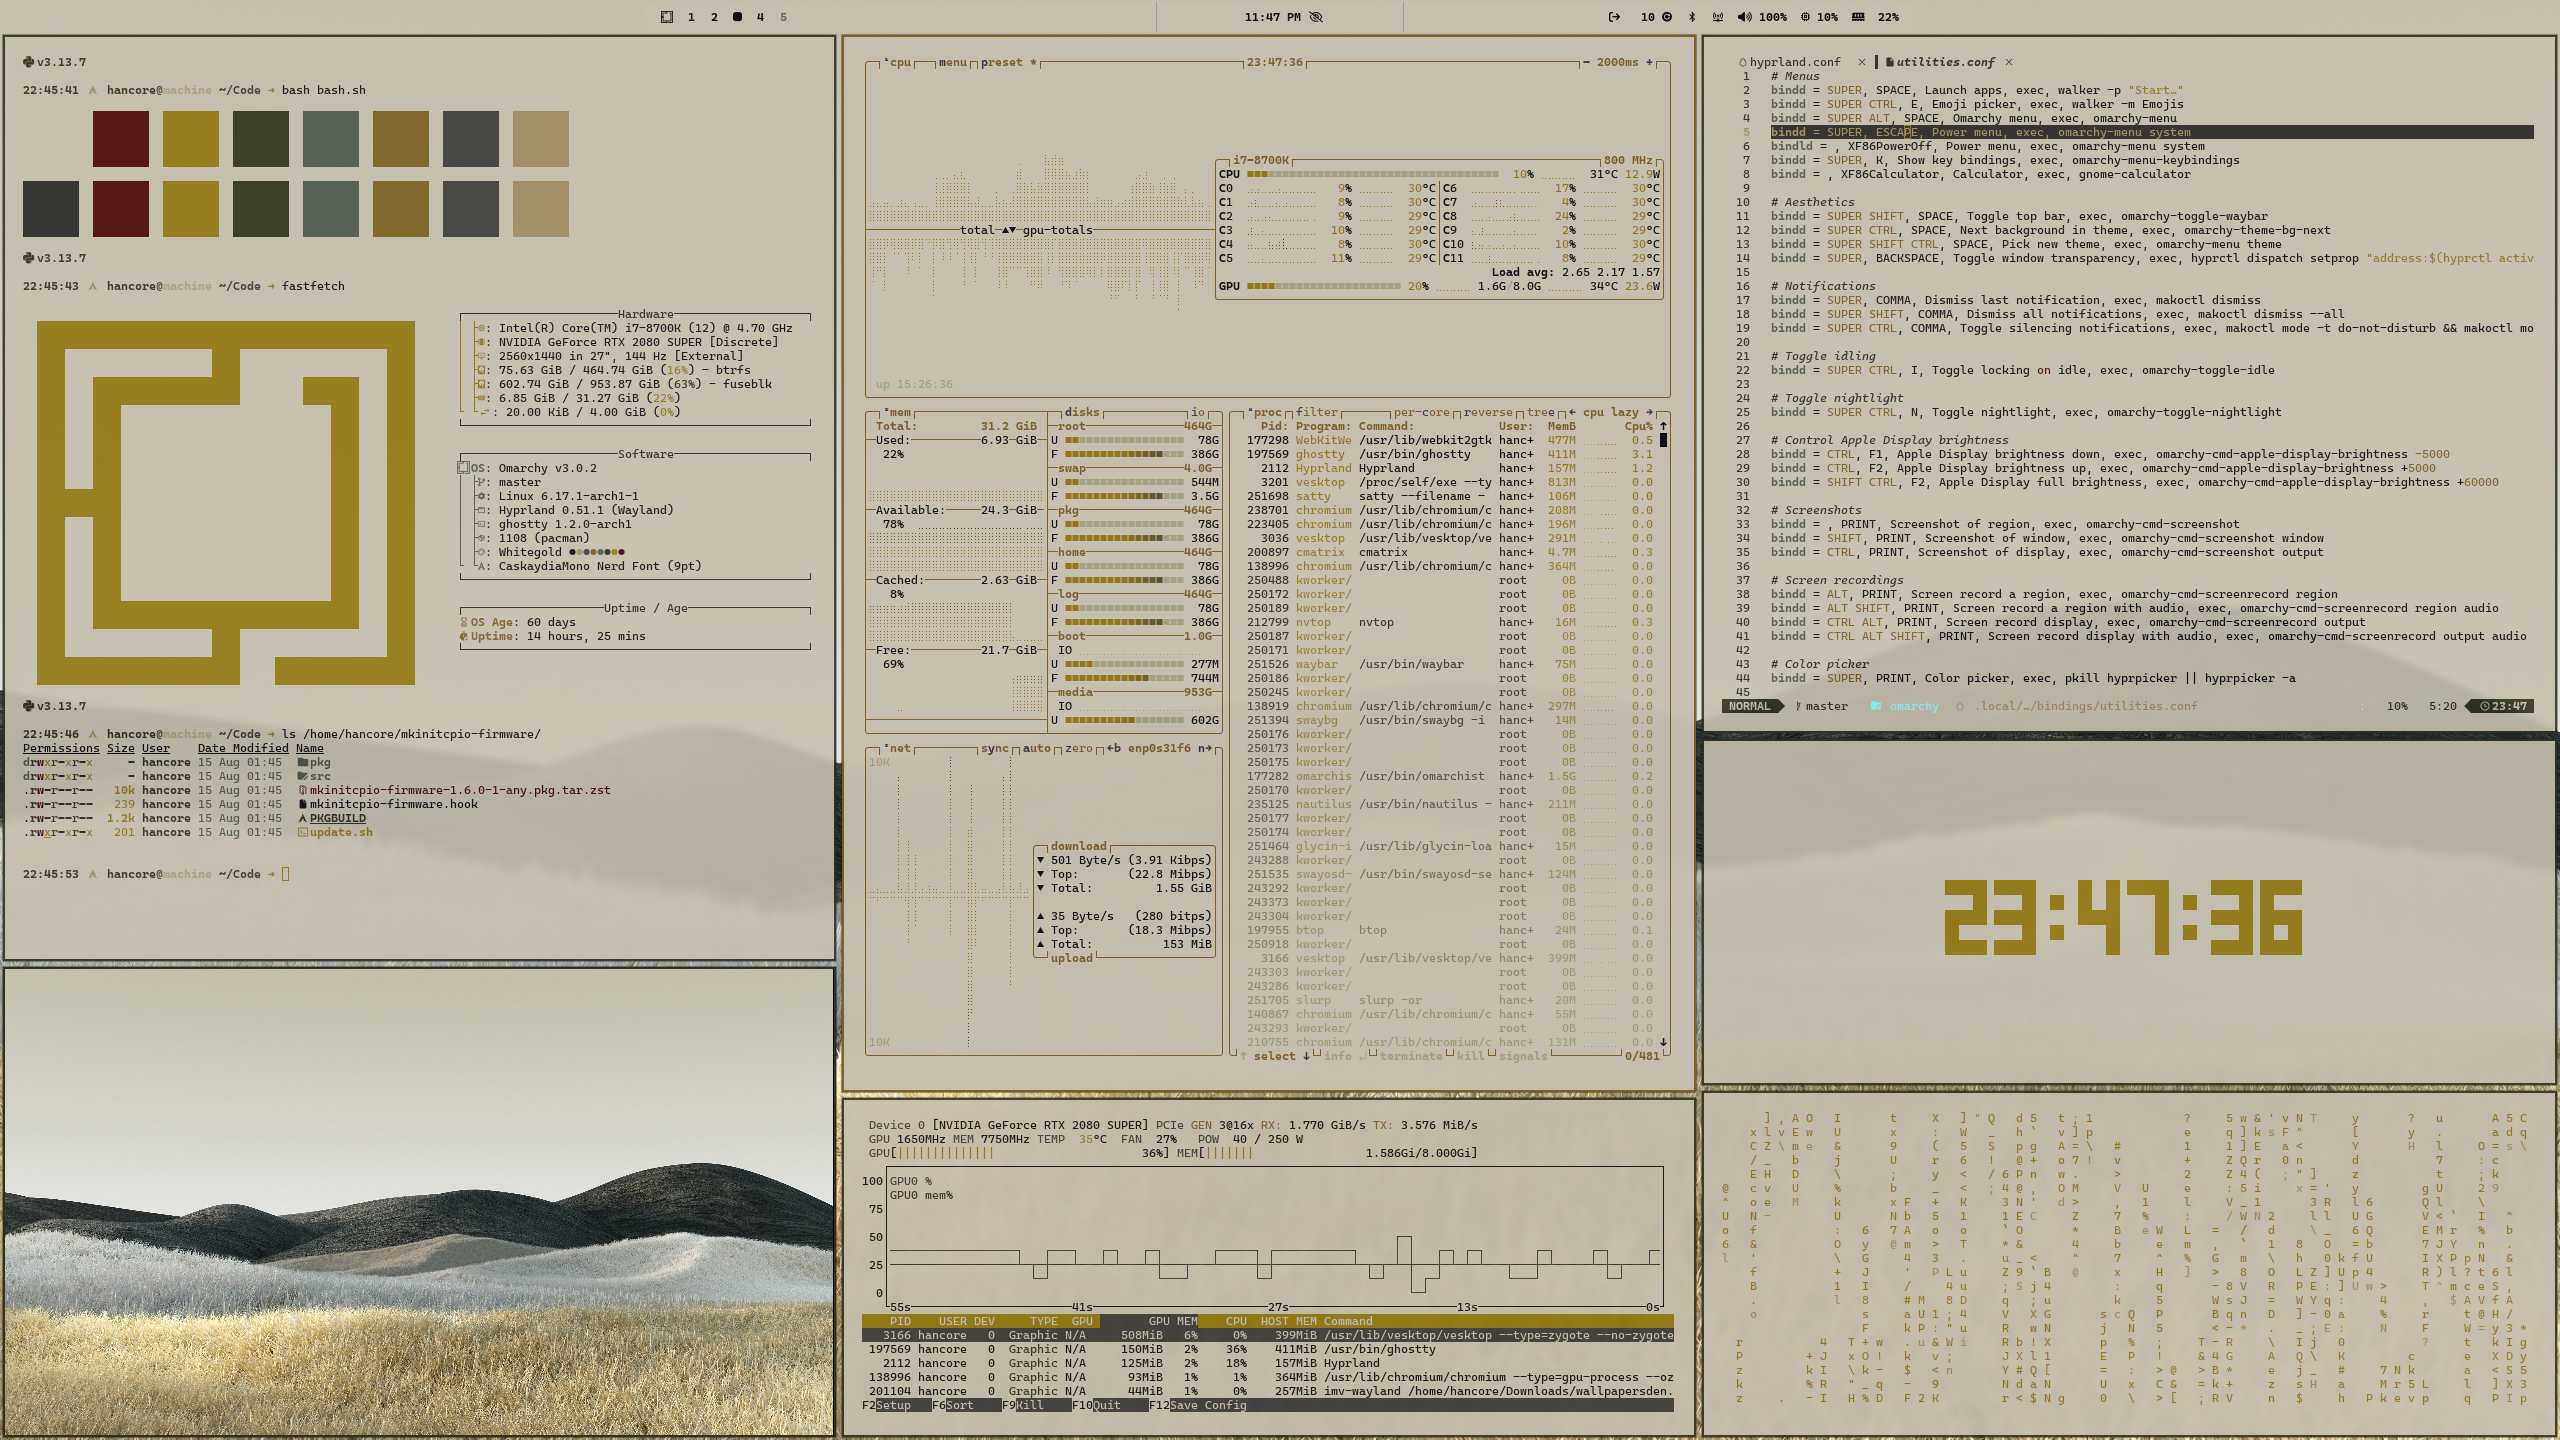 1 2 4 5
11:47 PM
10 100% 10% 22%
v3.13.7
22:45:41 hancore@machine ~/Code → bash bash.sh
v3.13.7
22:45:43 hancore@machine ~/Code → fastfetch
Hardware
: Intel(R) Core(TM) i7-8700K (12) @ 4.70 GHz
: NVIDIA GeForce RTX 2080 SUPER [Discrete]
: 2560x1440 in 27", 144 Hz [External]
: 75.63 GiB / 464.74 GiB (16%) - btrfs
: 602.74 GiB / 953.87 GiB (63%) - fuseblk
: 6.85 GiB / 31.27 GiB (22%)
: 20.00 KiB / 4.00 GiB (0%)
Software
OS: Omarchy v3.0.2
: master
: Linux 6.17.1-arch1-1
: Hyprland 0.51.1 (Wayland)
: ghostty 1.2.0-arch1
: 1108 (pacman)
: Whitegold
: CaskaydiaMono Nerd Font (9pt)
Uptime / Age
OS Age: 60 days
Uptime: 14 hours, 25 mins
v3.13.7
22:45:46 hancore@machine ~/Code → ls /home/hancore/mkinitcpio-firmware/
Permissions Size User Date Modified Name
drwxr-xr-x - hancore 15 Aug 01:45 pkg
drwxr-xr-x - hancore 15 Aug 01:45 src
.rw-r--r-- 10k hancore 15 Aug 01:45 mkinitcpio-firmware-1.6.0-1-any.pkg.tar.zst
.rw-r--r-- 239 hancore 15 Aug 01:45 mkinitcpio-firmware.hook
.rw-r--r-- 1.2k hancore 15 Aug 01:45 PKGBUILD
.rwxr-xr-x 201 hancore 15 Aug 01:45 update.sh
22:45:53 hancore@machine ~/Code →
¹cpu menu preset * 23:47:36 - 2000ms +
i7-8700K 800 MHz
CPU 10% 31°C 12.9W
C0 9% 30°C C6 17% 30°C
C1 8% 30°C C7 4% 30°C
C2 9% 29°C C8 24% 29°C
C3 10% 29°C C9 2% 29°C
C4 8% 30°C C10 10% 30°C
C5 11% 29°C C11 8% 29°C
total ▲▼ gpu-totals
Load avg: 2.65 2.17 1.57
GPU 20% 1.6G/8.0G 34°C 23.6W
up 15:26:36
²mem disks io
Total: 31.2 GiB
Used: 6.93 GiB
22%
Available: 24.3 GiB
78%
Cached: 2.63 GiB
8%
Free: 21.7 GiB
69%
root 464G
U 78G
F 386G
swap 4.0G
U 544M
F 3.5G
pkg 464G
U 78G
F 386G
home 464G
U 78G
F 386G
log 464G
U 78G
F 386G
boot 1.0G
IO
U 277M
F 744M
media 953G
IO
U 602G
³net sync auto zero ←b enp0s31f6 n→
10K
download
▼ 501 Byte/s (3.91 Kibps)
▼ Top: (22.8 Mibps)
▼ Total: 1.55 GiB
▲ 35 Byte/s (280 bitps)
▲ Top: (18.3 Mibps)
▲ Total: 153 MiB
upload
10K
⁴proc filter per-core reverse tree ← cpu lazy →
Pid: Program: Command: User: MemB Cpu% ↑
177298 WebKitWe /usr/lib/webkit2gtk hanc+ 477M 0.5
197569 ghostty /usr/bin/ghostty hanc+ 411M 3.1
2112 Hyprland Hyprland hanc+ 157M 1.2
3201 vesktop /proc/self/exe --ty hanc+ 813M 0.0
251698 satty satty --filename - hanc+ 106M 0.0
238701 chromium /usr/lib/chromium/c hanc+ 208M 0.0
223405 chromium /usr/lib/chromium/c hanc+ 196M 0.0
3036 vesktop /usr/lib/vesktop/ve hanc+ 291M 0.0
200897 cmatrix cmatrix hanc+ 4.7M 0.3
138996 chromium /usr/lib/chromium/c hanc+ 364M 0.0
250488 kworker/ root 0B 0.0
250172 kworker/ root 0B 0.0
250189 kworker/ root 0B 0.0
212799 nvtop nvtop hanc+ 16M 0.3
250187 kworker/ root 0B 0.0
250171 kworker/ root 0B 0.0
251526 waybar /usr/bin/waybar hanc+ 75M 0.0
250186 kworker/ root 0B 0.0
250245 kworker/ root 0B 0.0
138919 chromium /usr/lib/chromium/c hanc+ 297M 0.0
251394 swaybg /usr/bin/swaybg -i hanc+ 14M 0.0
250176 kworker/ root 0B 0.0
250173 kworker/ root 0B 0.0
250175 kworker/ root 0B 0.0
177282 omarchis /usr/bin/omarchist hanc+ 1.5G 0.2
250170 kworker/ root 0B 0.0
235125 nautilus /usr/bin/nautilus - hanc+ 211M 0.0
250177 kworker/ root 0B 0.0
250174 kworker/ root 0B 0.0
251464 glycin-i /usr/lib/glycin-loa hanc+ 15M 0.0
243288 kworker/ root 0B 0.0
251535 swayosd- /usr/bin/swayosd-se hanc+ 124M 0.0
243292 kworker/ root 0B 0.0
243373 kworker/ root 0B 0.0
243304 kworker/ root 0B 0.0
197955 btop btop hanc+ 24M 0.1
250918 kworker/ root 0B 0.0
3166 vesktop /usr/lib/vesktop/ve hanc+ 399M 0.0
243303 kworker/ root 0B 0.0
243286 kworker/ root 0B 0.0
251705 slurp slurp -or hanc+ 20M 0.0
140867 chromium /usr/lib/chromium/c hanc+ 55M 0.0
243293 kworker/ root 0B 0.0
210755 chromium /usr/lib/chromium/c hanc+ 131M 0.0 ↓
↑ select ↓ info ↵ terminate kill signals 0/481
Device 0 [NVIDIA GeForce RTX 2080 SUPER] PCIe GEN 3@16x RX: 1.770 GiB/s TX: 3.576 MiB/s
GPU 1650MHz MEM 7750MHz TEMP 35°C FAN 27% POW 40 / 250 W
GPU[|||||||||||||| 36%] MEM[||||||| 1.586Gi/8.000Gi]
GPU0 %
GPU0 mem%
100
75
50
25
0
55s 41s 27s 13s 0s
PID USER DEV TYPE GPU GPU MEM CPU HOST MEM Command
3166 hancore 0 Graphic N/A 508MiB 6% 0% 399MiB /usr/lib/vesktop/vesktop --type=zygote --no-zygote
197569 hancore 0 Graphic N/A 150MiB 2% 36% 411MiB /usr/bin/ghostty
2112 hancore 0 Graphic N/A 125MiB 2% 18% 157MiB Hyprland
138996 hancore 0 Graphic N/A 93MiB 1% 1% 364MiB /usr/lib/chromium/chromium --type=gpu-process --oz
201104 hancore 0 Graphic N/A 44MiB 1% 0% 257MiB imv-wayland /home/hancore/Downloads/wallpapersden.
F2Setup F6Sort F9Kill F10Quit F12Save Config
hyprland.conf × utilities.conf ×
1 # Menus
2 bindd = SUPER, SPACE, Launch apps, exec, walker -p "Start…"
3 bindd = SUPER CTRL, E, Emoji picker, exec, walker -m Emojis
4 bindd = SUPER ALT, SPACE, Omarchy menu, exec, omarchy-menu
5 bindd = SUPER, ESCAPE, Power menu, exec, omarchy-menu system
6 bindld = , XF86PowerOff, Power menu, exec, omarchy-menu system
7 bindd = SUPER, K, Show key bindings, exec, omarchy-menu-keybindings
8 bindd = , XF86Calculator, Calculator, exec, gnome-calculator
9
10 # Aesthetics
11 bindd = SUPER SHIFT, SPACE, Toggle top bar, exec, omarchy-toggle-waybar
12 bindd = SUPER CTRL, SPACE, Next background in theme, exec, omarchy-theme-bg-next
13 bindd = SUPER SHIFT CTRL, SPACE, Pick new theme, exec, omarchy-menu theme
14 bindd = SUPER, BACKSPACE, Toggle window transparency, exec, hyprctl dispatch setprop "address:$(hyprctl activ
15
16 # Notifications
17 bindd = SUPER, COMMA, Dismiss last notification, exec, makoctl dismiss
18 bindd = SUPER SHIFT, COMMA, Dismiss all notifications, exec, makoctl dismiss --all
19 bindd = SUPER CTRL, COMMA, Toggle silencing notifications, exec, makoctl mode -t do-not-disturb && makoctl mo
20
21 # Toggle idling
22 bindd = SUPER CTRL, I, Toggle locking on idle, exec, omarchy-toggle-idle
23
24 # Toggle nightlight
25 bindd = SUPER CTRL, N, Toggle nightlight, exec, omarchy-toggle-nightlight
26
27 # Control Apple Display brightness
28 bindd = CTRL, F1, Apple Display brightness down, exec, omarchy-cmd-apple-display-brightness -5000
29 bindd = CTRL, F2, Apple Display brightness up, exec, omarchy-cmd-apple-display-brightness +5000
30 bindd = SHIFT CTRL, F2, Apple Display full brightness, exec, omarchy-cmd-apple-display-brightness +60000
31
32 # Screenshots
33 bindd = , PRINT, Screenshot of region, exec, omarchy-cmd-screenshot
34 bindd = SHIFT, PRINT, Screenshot of window, exec, omarchy-cmd-screenshot window
35 bindd = CTRL, PRINT, Screenshot of display, exec, omarchy-cmd-screenshot output
36
37 # Screen recordings
38 bindd = ALT, PRINT, Screen record a region, exec, omarchy-cmd-screenrecord region
39 bindd = ALT SHIFT, PRINT, Screen record a region with audio, exec, omarchy-cmd-screenrecord region audio
40 bindd = CTRL ALT, PRINT, Screen record display, exec, omarchy-cmd-screenrecord output
41 bindd = CTRL ALT SHIFT, PRINT, Screen record display with audio, exec, omarchy-cmd-screenrecord output audio
42
43 # Color picker
44 bindd = SUPER, PRINT, Color picker, exec, pkill hyprpicker || hyprpicker -a
45
NORMAL master omarchy .local/…/bindings/utilities.conf : 10% 5:20 23:47
23:47:36